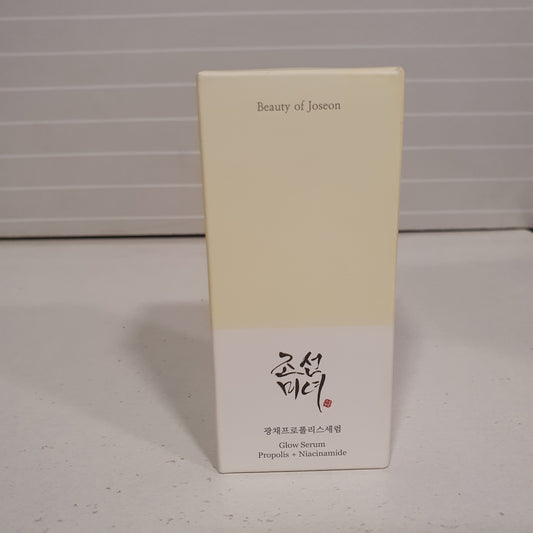 Beauty of Joseon
조선
미녀
광채프로폴리스세럼
Glow Serum
Propolis + Niacinamide